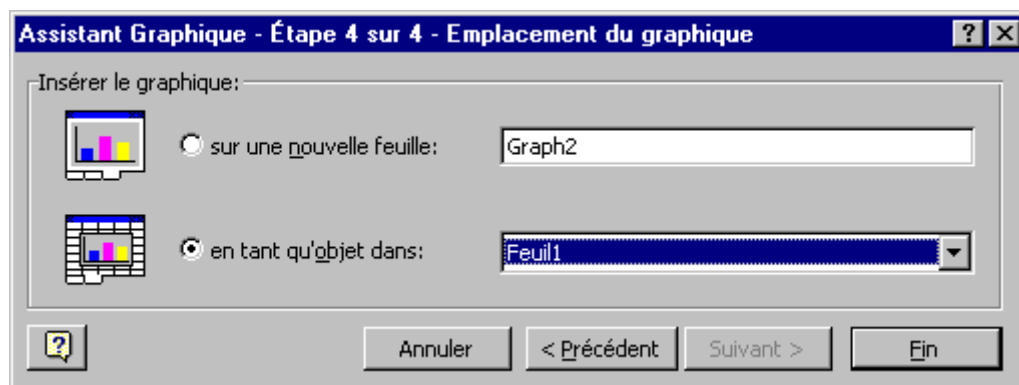 Assistant Graphique - Étape 4 sur 4 - Emplacement du graphique
Insérer le graphique:
sur une nouvelle feuille: Graph2
en tant qu'objet dans: Feuil1
Annuler < Précédent Suivant > Fin